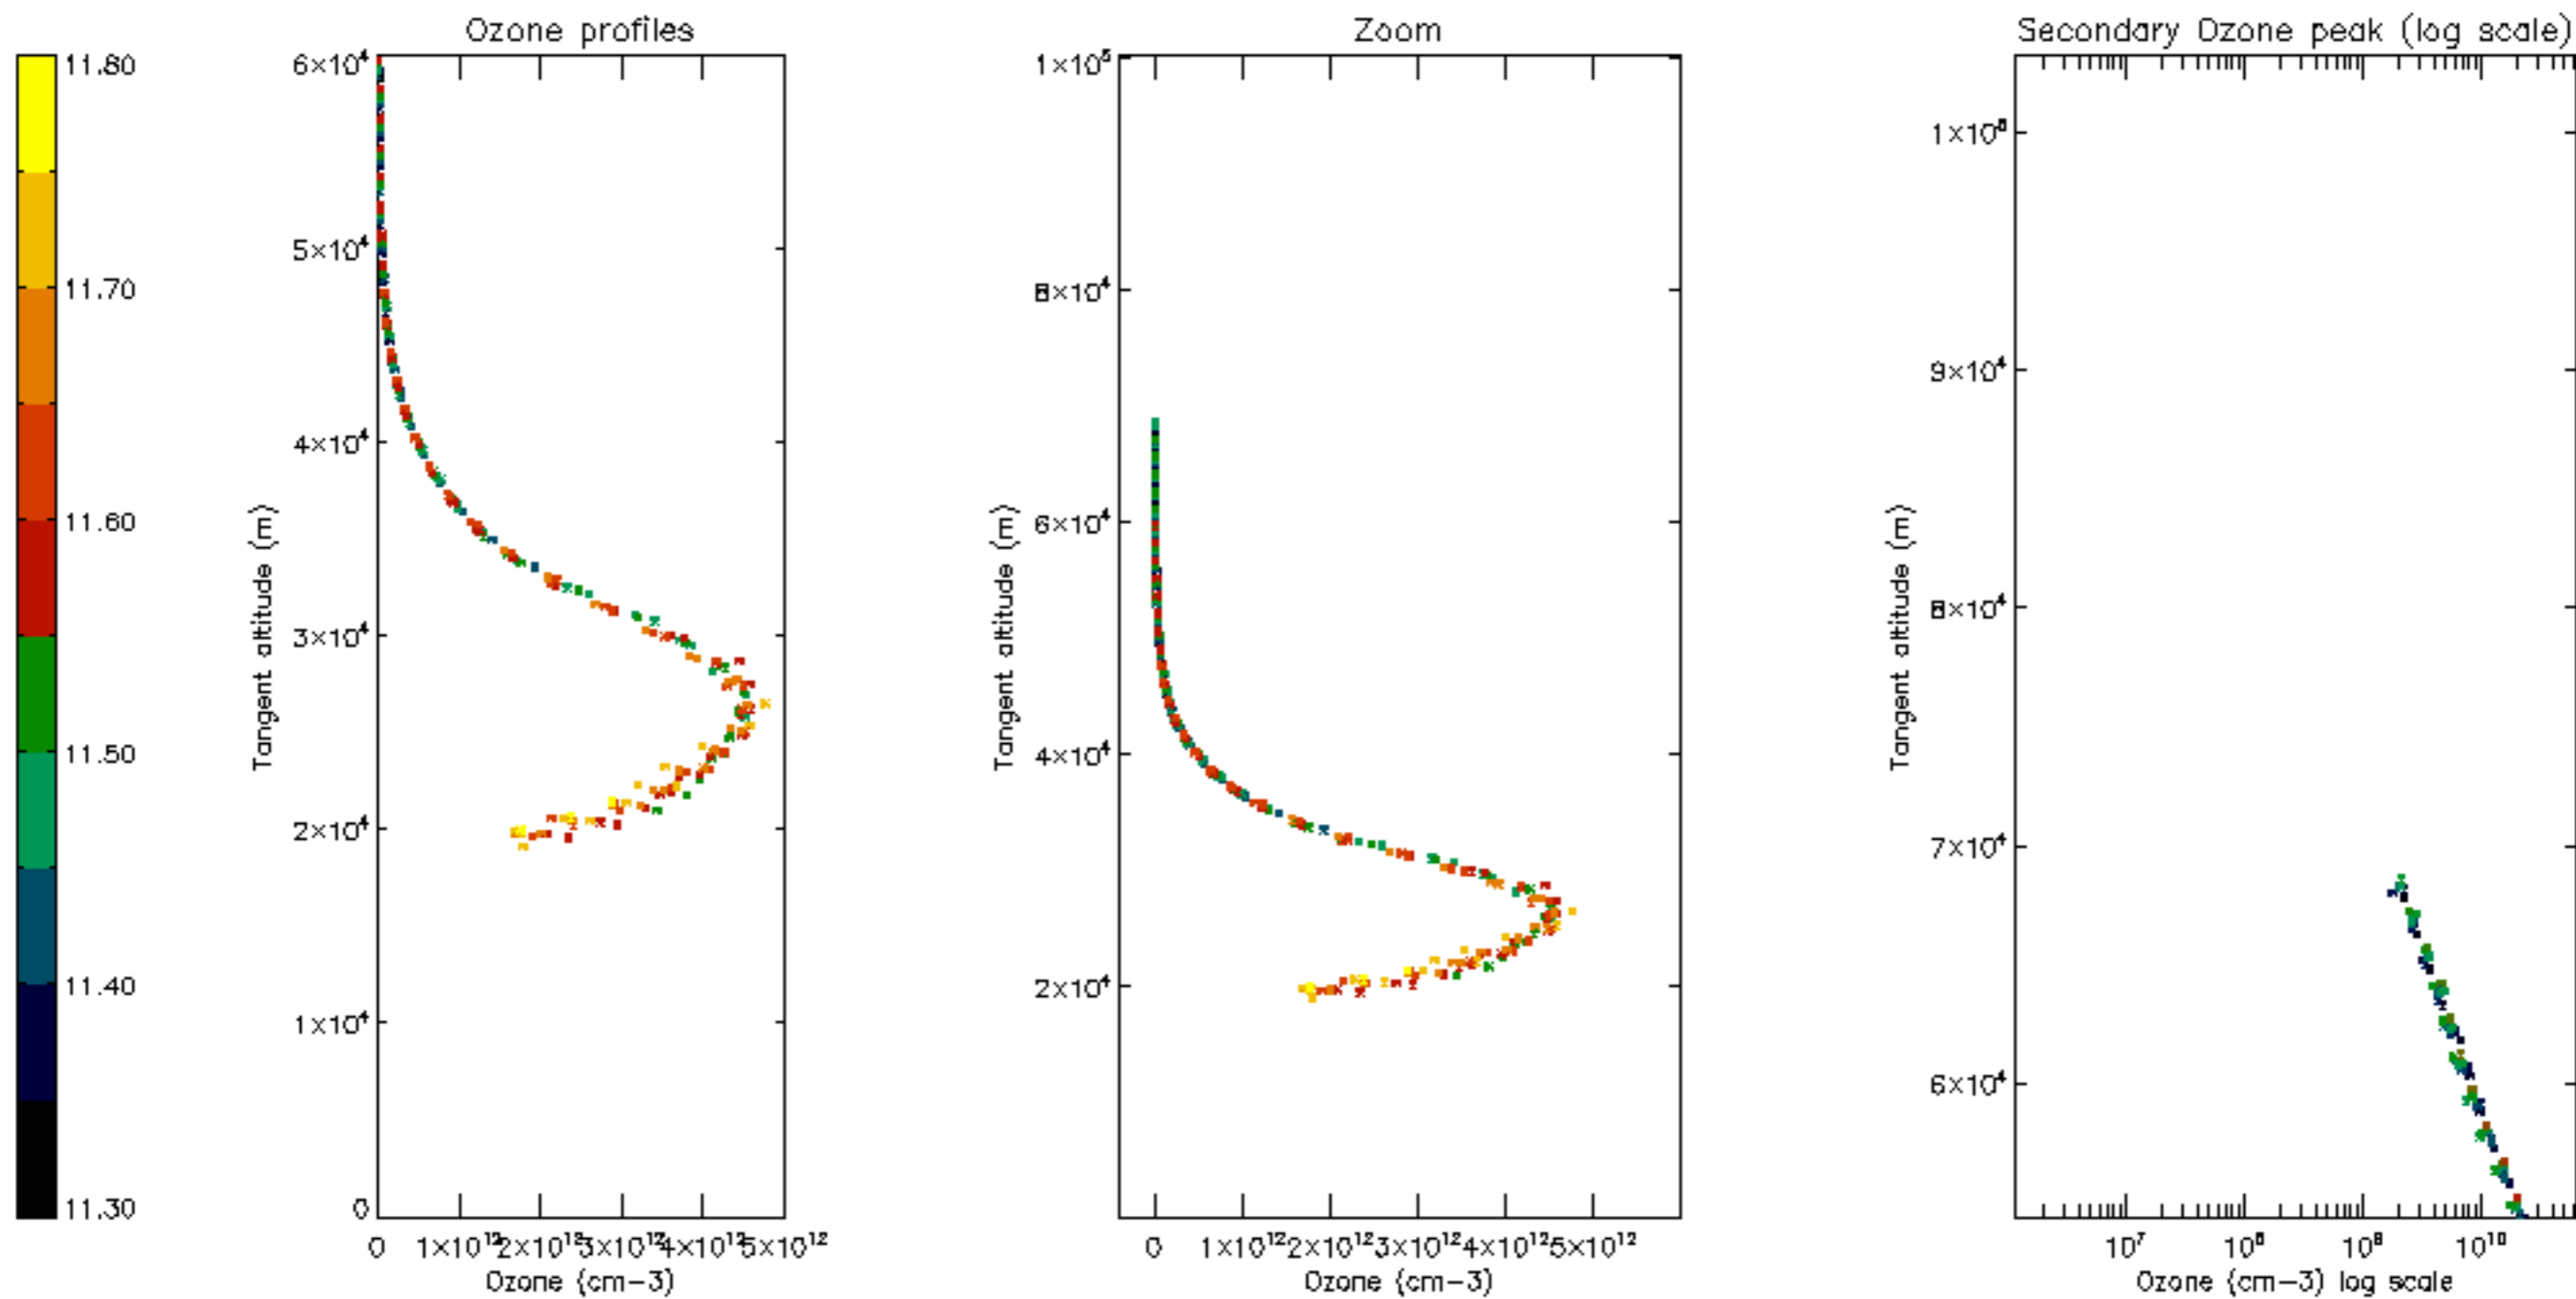 Ozone profiles
Zoom
Secondary Ozone peak (log scale)
11.80
11.70
11.60
11.50
11.40
11.30
6×10⁴
5×10⁴
4×10⁴
3×10⁴
2×10⁴
1×10⁴
0
Tangent altitude (m)
0 1×10¹² 2×10¹² 3×10¹² 4×10¹² 5×10¹²
Ozone (cm-3)
1×10⁵
8×10⁴
6×10⁴
4×10⁴
2×10⁴
Tangent altitude (m)
0 1×10¹² 2×10¹² 3×10¹² 4×10¹² 5×10¹²
Ozone (cm-3)
1×10⁵
9×10⁴
8×10⁴
7×10⁴
6×10⁴
Tangent altitude (m)
10⁷ 10⁸ 10⁹ 10¹⁰
Ozone (cm-3) log scale